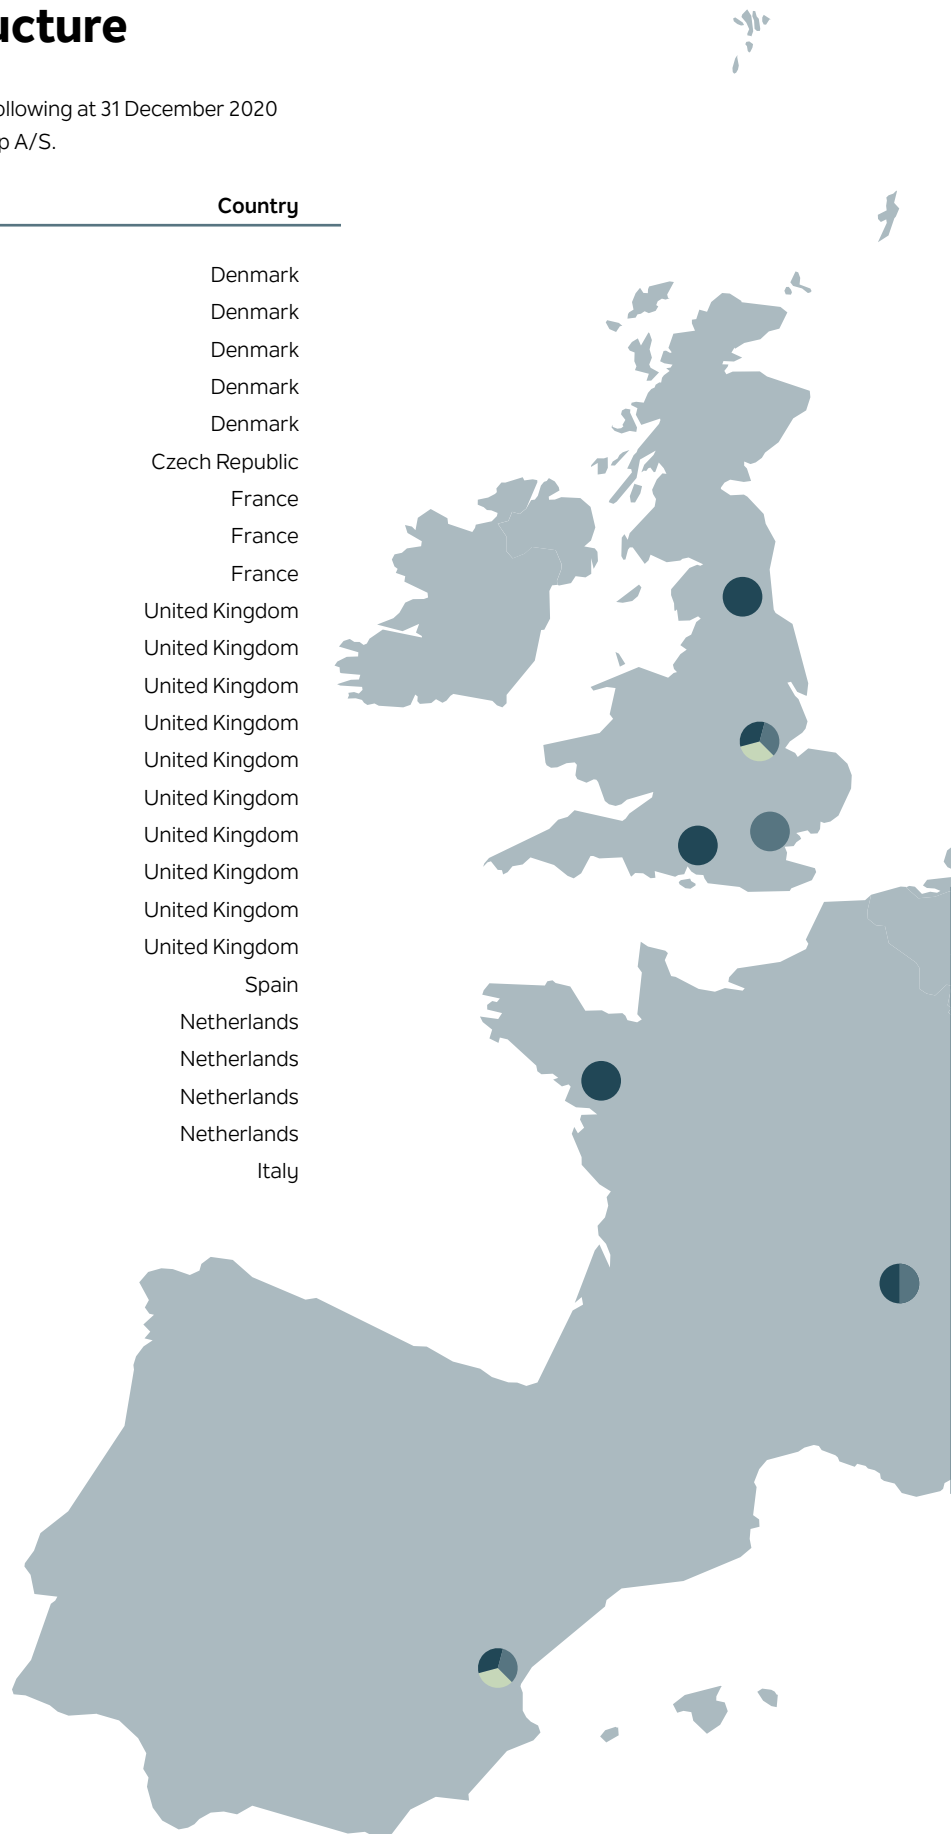 ucture
ollowing at 31 December 2020
p A/S.
Country
Denmark
Denmark
Denmark
Denmark
Denmark
Czech Republic
France
France
France
United Kingdom
United Kingdom
United Kingdom
United Kingdom
United Kingdom
United Kingdom
United Kingdom
United Kingdom
United Kingdom
United Kingdom
Spain
Netherlands
Netherlands
Netherlands
Netherlands
Italy